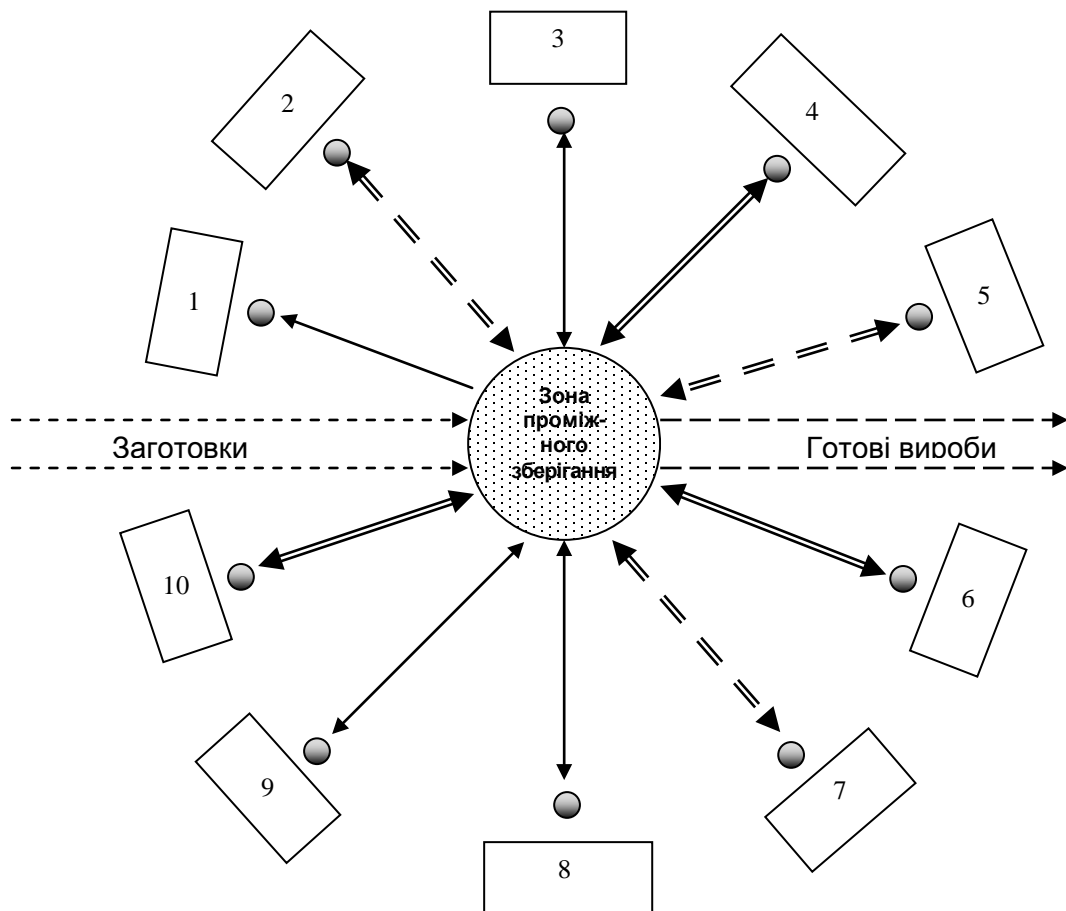 3
2
4
1
5
Зона
проміж-
ного
зберігання
Заготовки
Готові вироби
10
6
9
7
8